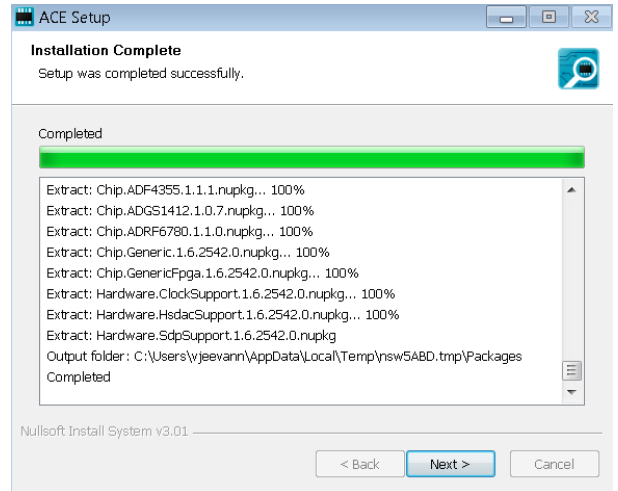 ACE Setup
Installation Complete
Setup was completed successfully.
Completed
Extract: Chip.ADF4355.1.1.1.nupkg... 100%
Extract: Chip.ADGS1412.1.0.7.nupkg... 100%
Extract: Chip.ADRF6780.1.1.0.nupkg... 100%
Extract: Chip.Generic.1.6.2542.0.nupkg... 100%
Extract: Chip.GenericFpga.1.6.2542.0.nupkg... 100%
Extract: Hardware.ClockSupport.1.6.2542.0.nupkg... 100%
Extract: Hardware.HsdacSupport.1.6.2542.0.nupkg... 100%
Extract: Hardware.SdpSupport.1.6.2542.0.nupkg
Output folder: C:\Users\vjeevann\AppData\Local\Temp\nsw5ABD.tmp\Packages
Completed
Nullsoft Install System v3.01
< Back Next > Cancel